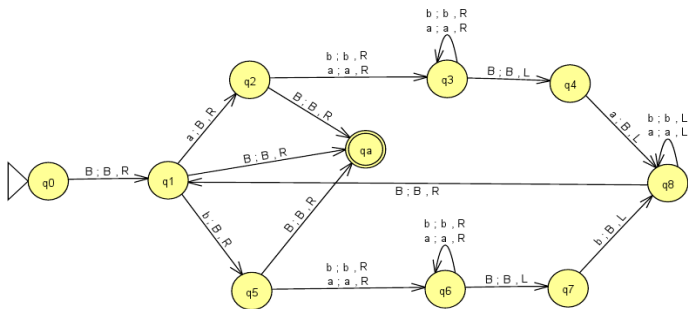 b ; b , R
a ; a , R
b ; b , R
a ; a , R
q2
q3
B ; B , L
q4
a ; B , R
B ; B , R
a ; B , L
b ; b , L
a ; a , L
qa
q0
B ; B , R
q1
B ; B , R
q8
B ; B , R
b ; B , R
B ; B , R
b ; b , R
a ; a , R
b ; B , L
b ; b , R
a ; a , R
q5
q6
B ; B , L
q7